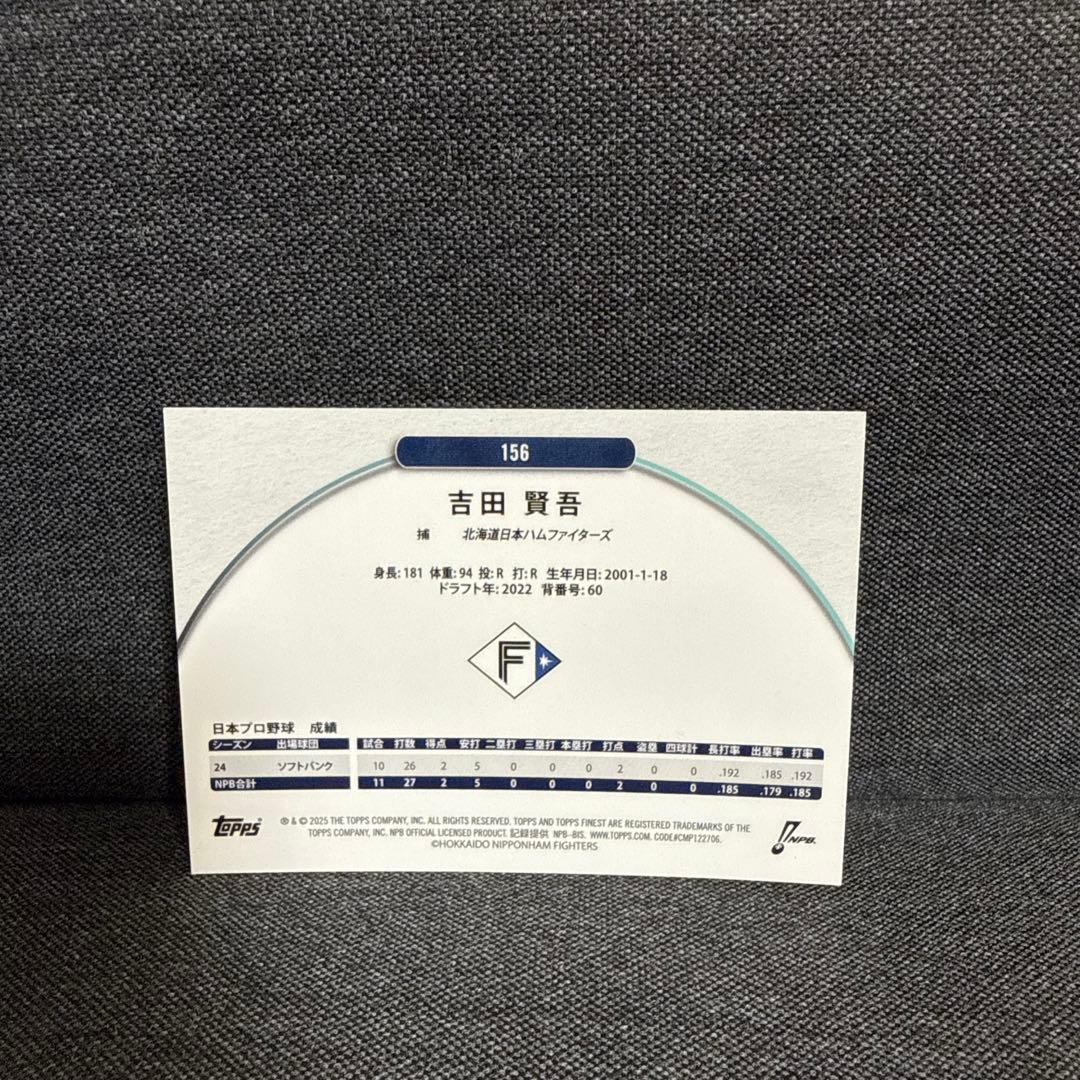 156
吉田 賢吾
捕 北海道日本ハムファイターズ
身長:181 体重:94 投:R 打:R 生年月日:2001-1-18
ドラフト年:2022 背番号:60
F
日本プロ野球 成績
シーズン 出場球団 試合 打数 得点 安打 二塁打 三塁打 本塁打 打点 盗塁 四球計 長打率 出塁率 打率
24 ソフトバンク 10 26 2 5 0 0 0 2 0 0 .192 .185 .192
NPB合計 11 27 2 5 0 0 0 2 0 0 .185 .179 .185
Topps
® & © 2025 THE TOPPS COMPANY, INC. ALL RIGHTS RESERVED. TOPPS AND TOPPS FINEST ARE REGISTERED TRADEMARKS OF THE
TOPPS COMPANY, INC. NPB OFFICIAL LICENSED PRODUCT. 記録提供 NPB-BIS. WWW.TOPPS.COM. CODE#CMP122706.
©HOKKAIDO NIPPONHAM FIGHTERS
NPB.